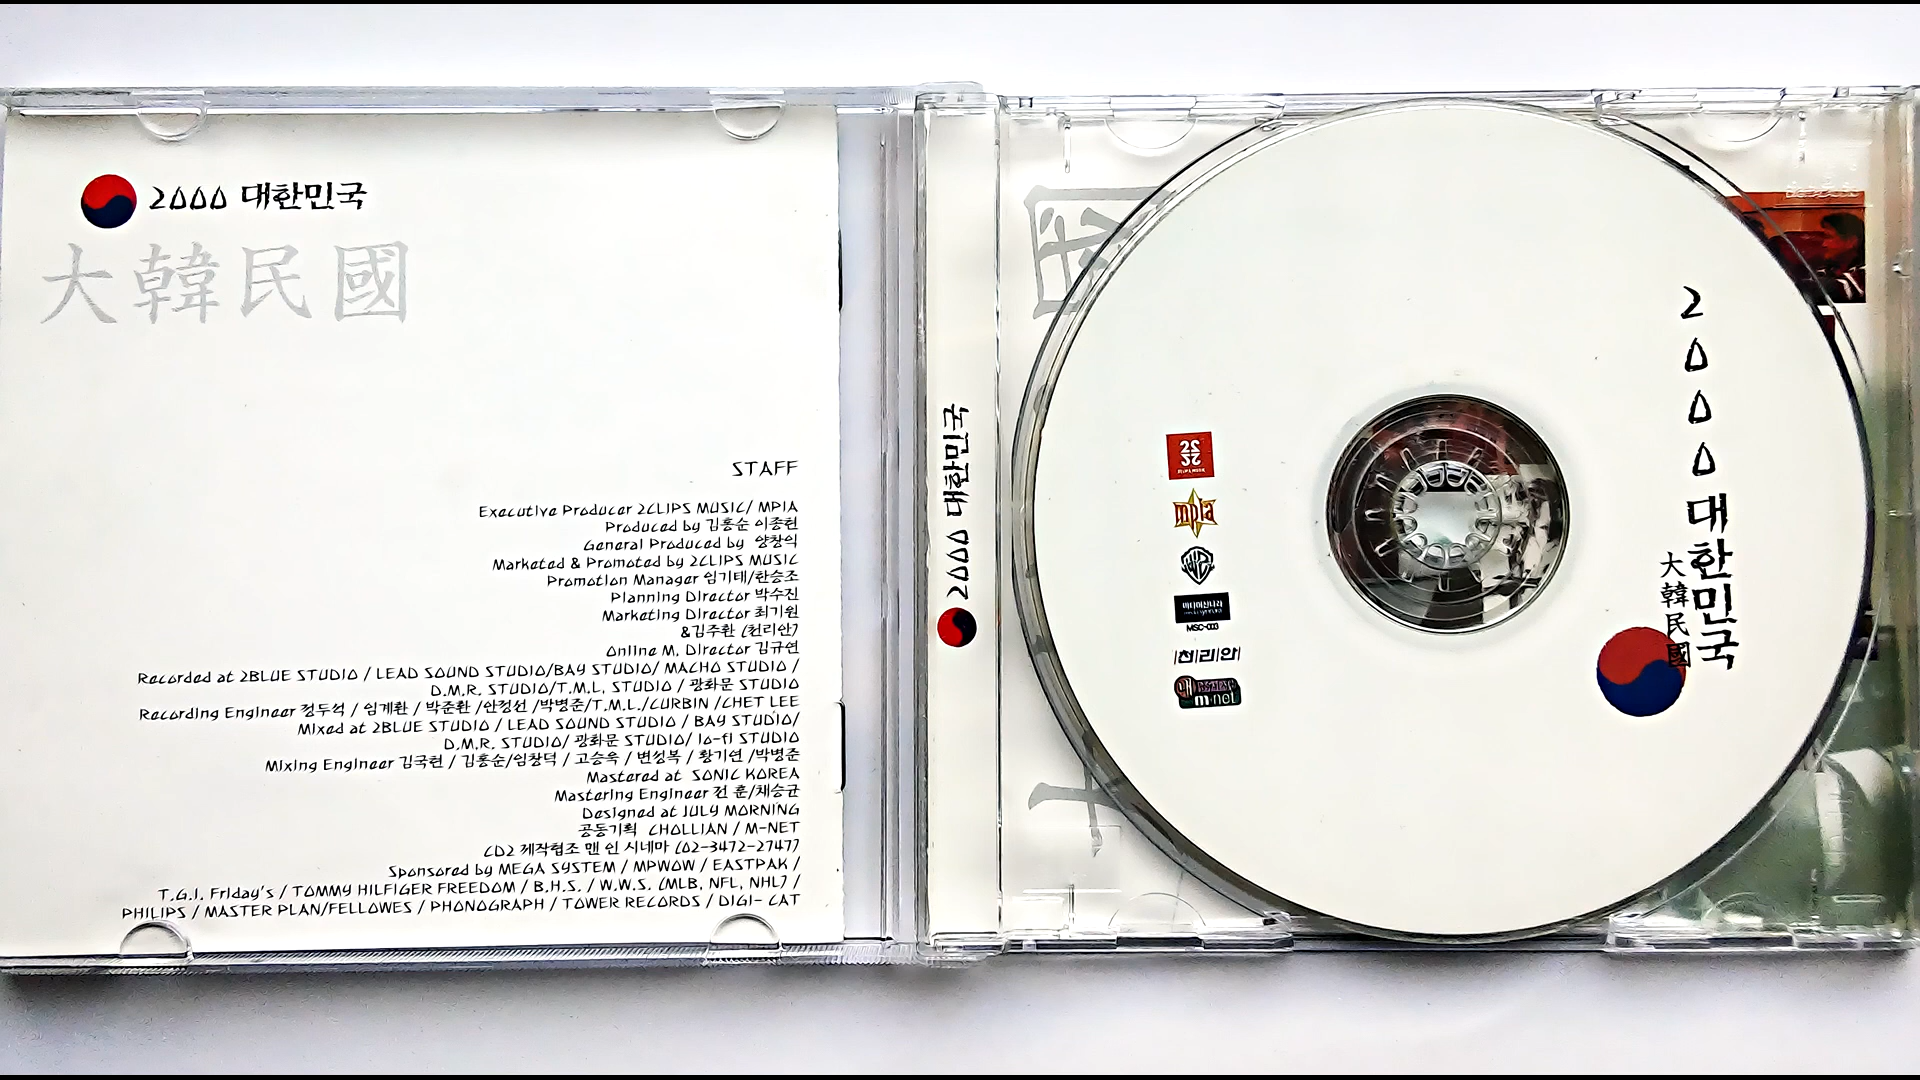 2000 대한민국
大韓民國
STAFF
Executive Producer 2CLIPS MUSIC/ MPIA
Produced by 김홍순 이종현
General Produced by 양창익
Marketed & Promoted by 2CLIPS MUSIC
Promotion Manager 임기태/한승조
Planning Director 박수진
Marketing Director 최기원
&김주환 (천리안)
Online M. Director 김규연
Recorded at 2BLUE STUDIO / LEAD SOUND STUDIO/BAY STUDIO/ MACHO STUDIO /
D.M.R. STUDIO/T.M.L. STUDIO / 광화문 STUDIO
Recording Engineer 정두석 / 임계환 / 박준환 /안정선 /박병준/T.M.L./CURBIN /CHET LEE
Mixed at 2BLUE STUDIO / LEAD SOUND STUDIO / BAY STUDIO/
D.M.R. STUDIO/ 광화문 STUDIO/ lo-fi STUDIO
Mixing Engineer 김국현 / 김홍순/임창덕 / 고승욱 / 변성복 / 황기연 /박병준
Mastered at SONIC KOREA
Mastering Engineer 전 훈/채승균
Designed at JULY MORNING
공동기획 CHOLLIAN / M-NET
CD2 제작협조 맨 인 시네마 (02-3472-2747)
Sponsored by MEGA SYSTEM / MPWOW / EASTPAK /
T.G.I. Friday's / TOMMY HILFIGER FREEDOM / B.H.S. / W.W.S. (MLB, NFL, NHL) /
PHILIPS / MASTER PLAN/FELLOWES / PHONOGRAPH / TOWER RECORDS / DIGI- CAT
2000 대한민국
mpia
미디어신나라
MSC-003
천리안
m·net
2000 대한민국
大韓民國